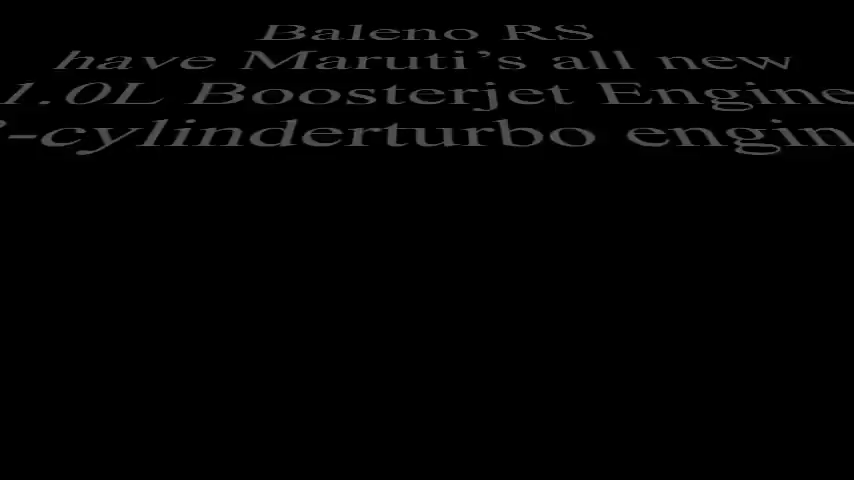 Baleno RS
have Maruti's all new
1.0L Boosterjet Engine
-cylinderturbo engin